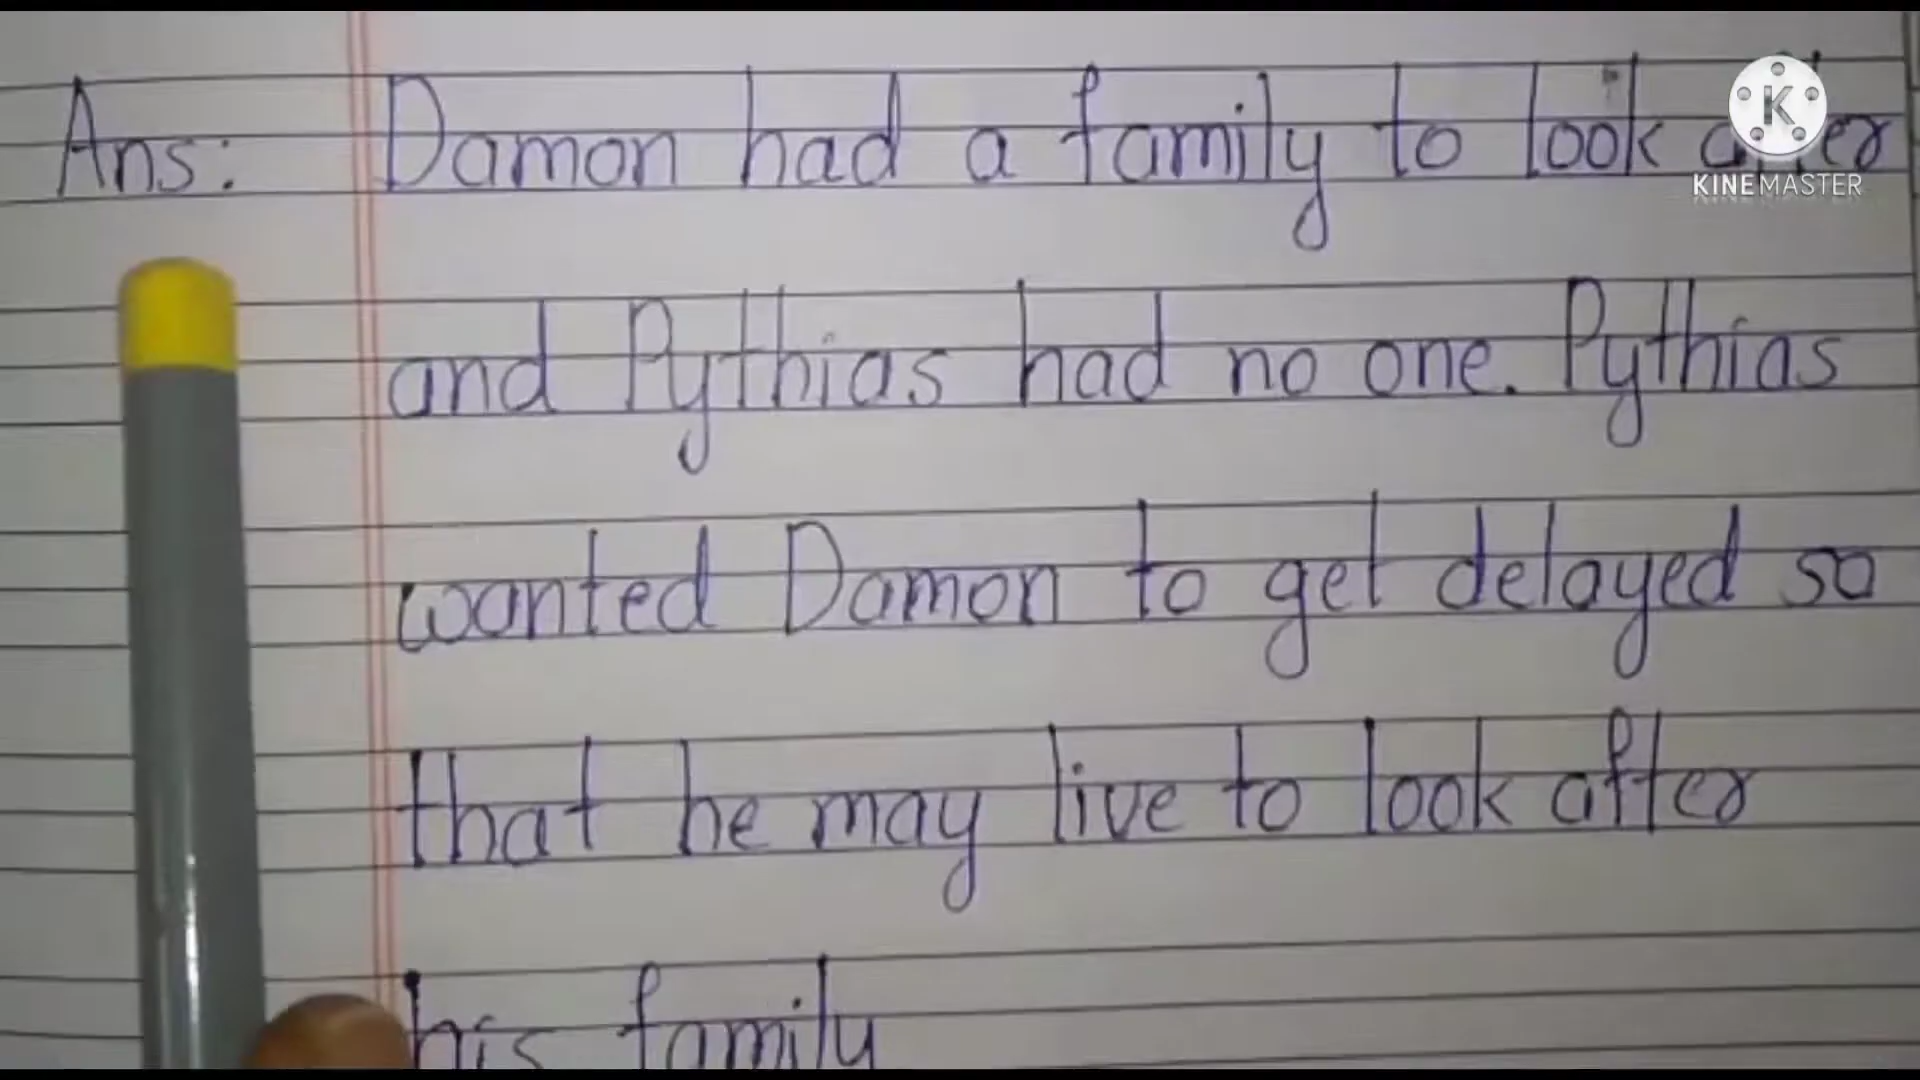 Ans: Damon had a family to look after
KINEMASTER
and Pythias had no one. Pythias
wanted Damon to get delayed so
that he may live to look after
his family